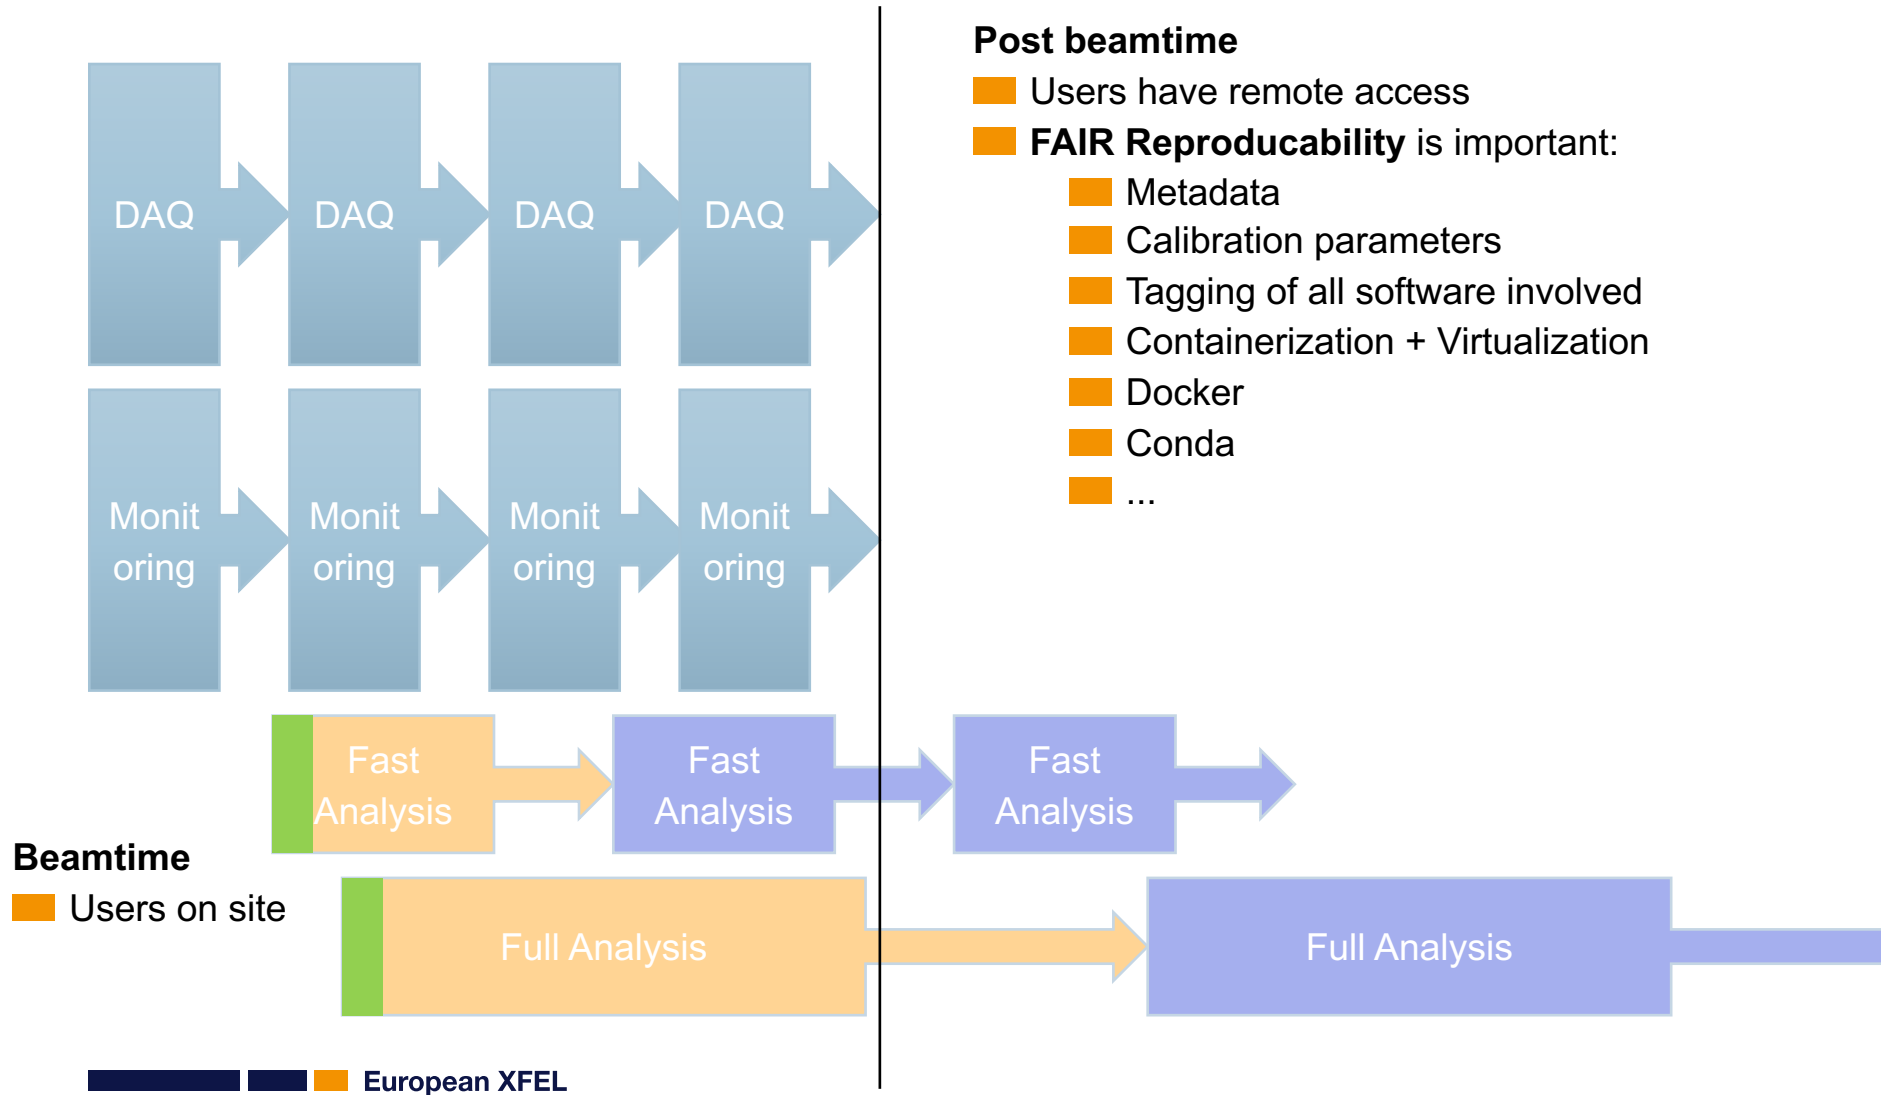 Post beamtime
Users have remote access
FAIR Reproducability is important:
Metadata
Calibration parameters
Tagging of all software involved
Containerization + Virtualization
Docker
Conda
...
DAQ
DAQ
DAQ
DAQ
Monit
oring
Monit
oring
Monit
oring
Monit
oring
Fast
Analysis
Fast
Analysis
Fast
Analysis
Beamtime
Users on site
Full Analysis
Full Analysis
European XFEL